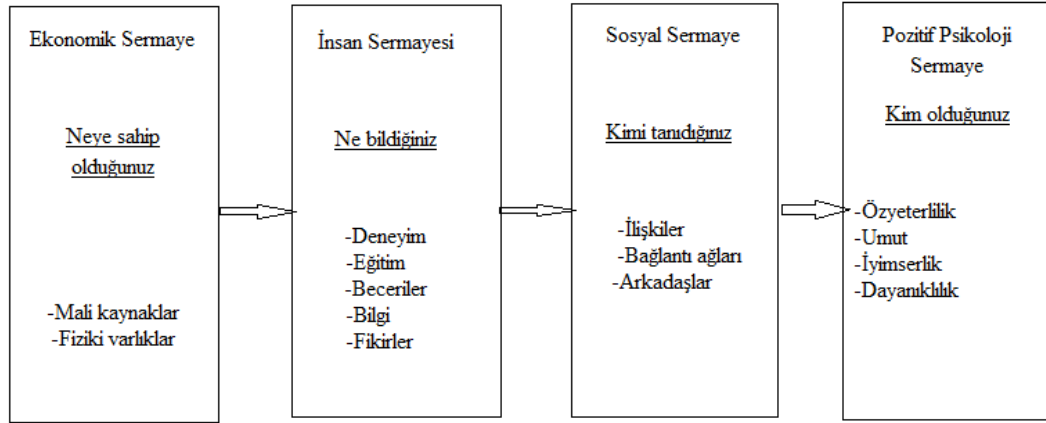 Ekonomik Sermaye
Neye sahip
olduğunuz
-Mali kaynaklar
-Fiziki varlıklar
İnsan Sermayesi
Ne bildiğiniz
-Deneyim
-Eğitim
-Beceriler
-Bilgi
-Fikirler
Sosyal Sermaye
Kimi tanıdığınız
-İlişkiler
-Bağlantı ağları
-Arkadaşlar
Pozitif Psikoloji
Sermaye
Kim olduğunuz
-Özyeterlilik
-Umut
-İyimserlik
-Dayanıklılık